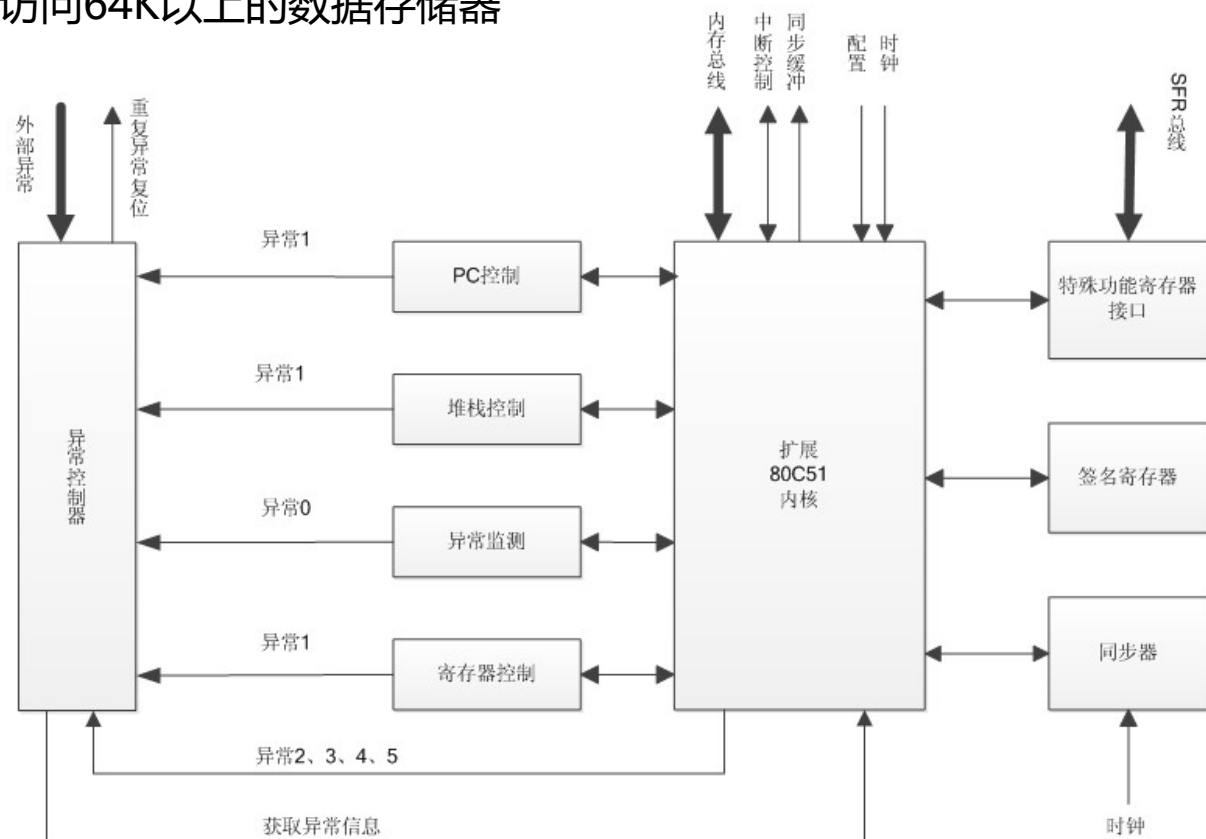 访问64K以上的数据存储器
内存总线
中断控制
同步缓冲
配置
时钟
SFR总线
外部异常
重复异常复位
异常1
PC控制
特殊功能寄存器
接口
异常1
堆栈控制
异常控制器
扩展
80C51
内核
签名寄存器
异常0
异常监测
异常1
寄存器控制
同步器
异常2、3、4、5
获取异常信息
时钟